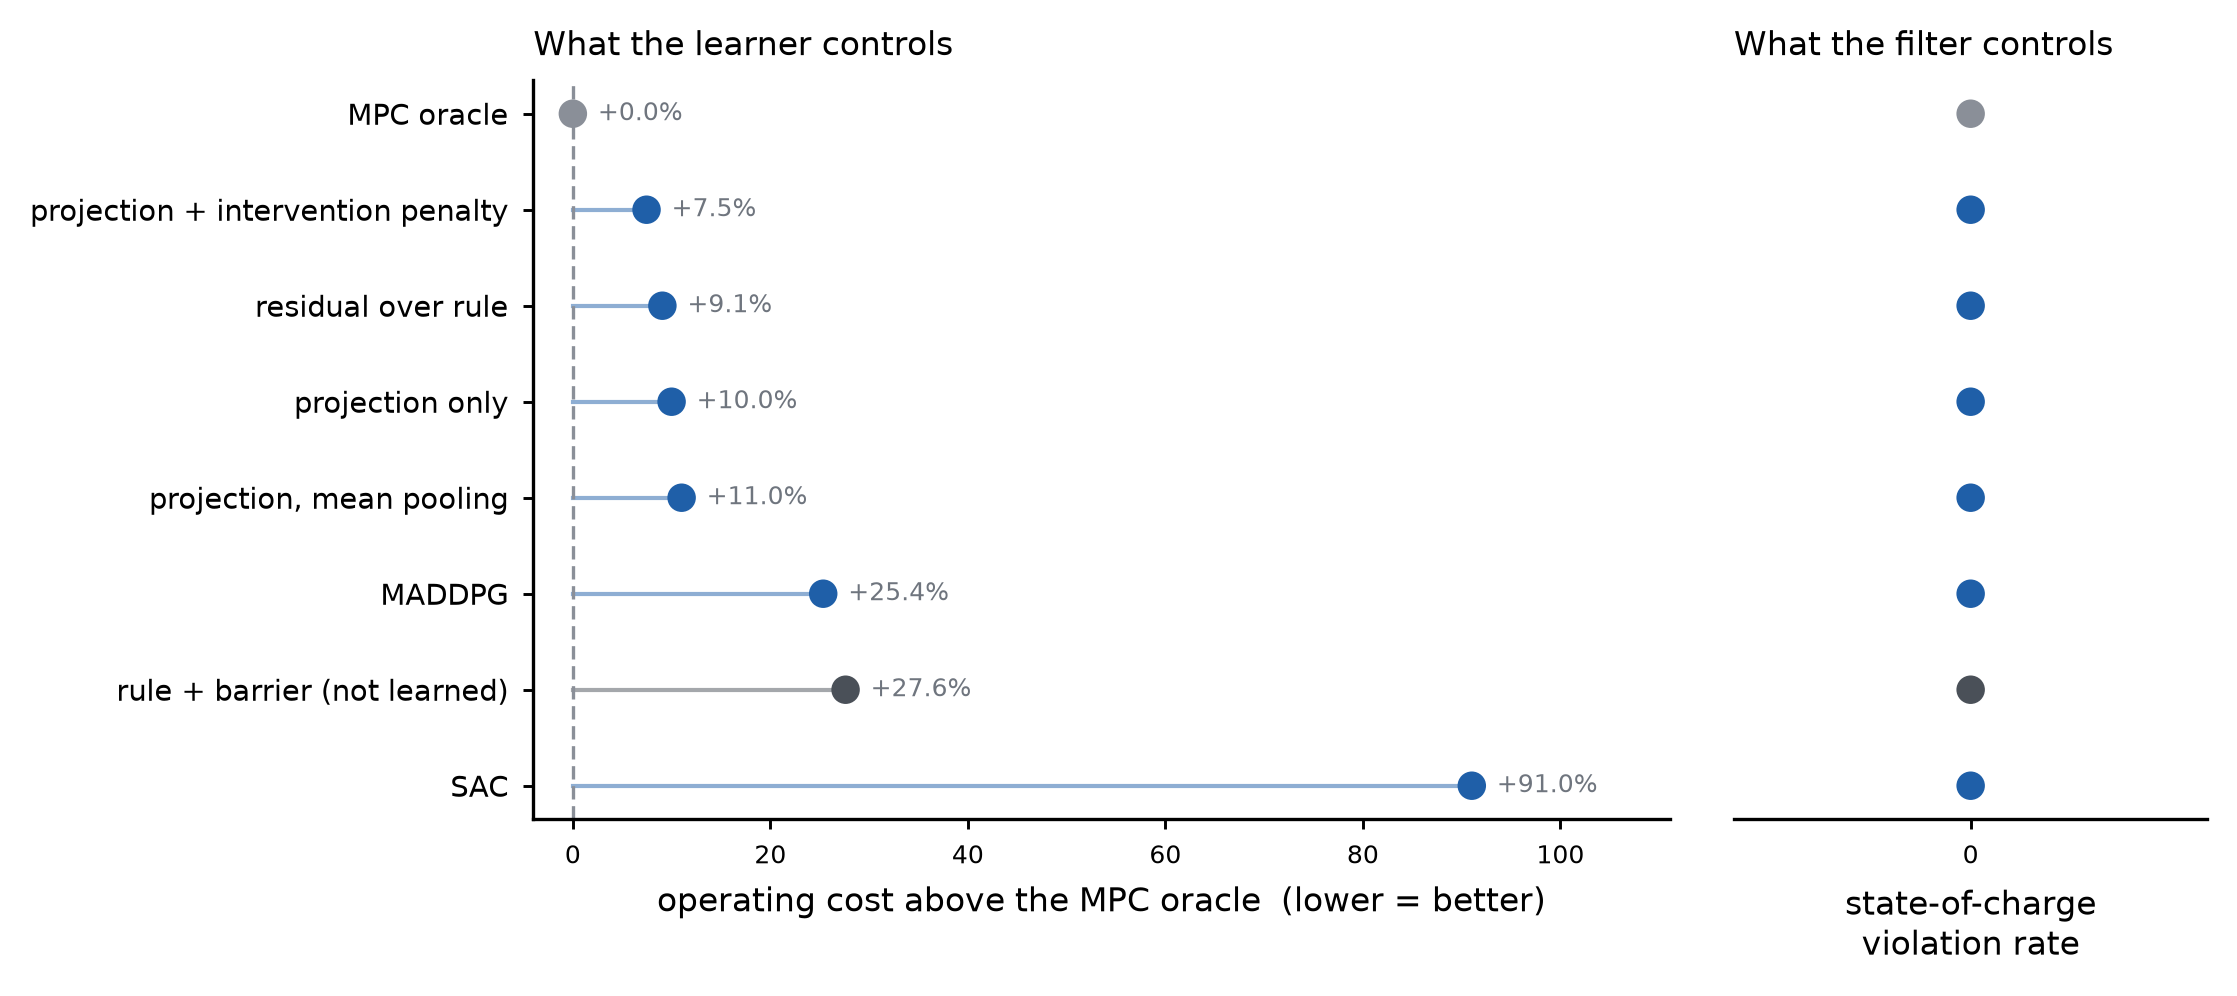 What the learner controls
What the filter controls
MPC oracle
+0.0%
projection + intervention penalty
+7.5%
residual over rule
+9.1%
projection only
+10.0%
projection, mean pooling
+11.0%
MADDPG
+25.4%
rule + barrier (not learned)
+27.6%
SAC
+91.0%
0 20 40 60 80 100
0
operating cost above the MPC oracle (lower = better)
state-of-charge
violation rate